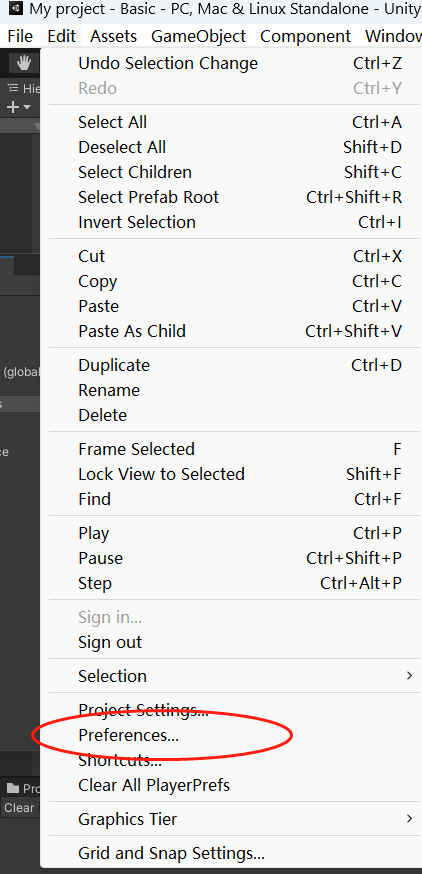 My project - Basic - PC, Mac & Linux Standalone - Unity
File Edit Assets GameObject Component Window
Undo Selection Change Ctrl+Z
Redo Ctrl+Y
Select All Ctrl+A
Deselect All Shift+D
Select Children Shift+C
Select Prefab Root Ctrl+Shift+R
Invert Selection Ctrl+I
Cut Ctrl+X
Copy Ctrl+C
Paste Ctrl+V
Paste As Child Ctrl+Shift+V
(global
Duplicate Ctrl+D
Rename
Delete
Frame Selected F
Lock View to Selected Shift+F
Find Ctrl+F
Play Ctrl+P
Pause Ctrl+Shift+P
Step Ctrl+Alt+P
Sign in...
Sign out
Selection
Project Settings...
Preferences...
Shortcuts...
Clear All PlayerPrefs
Clear
Graphics Tier
Grid and Snap Settings...